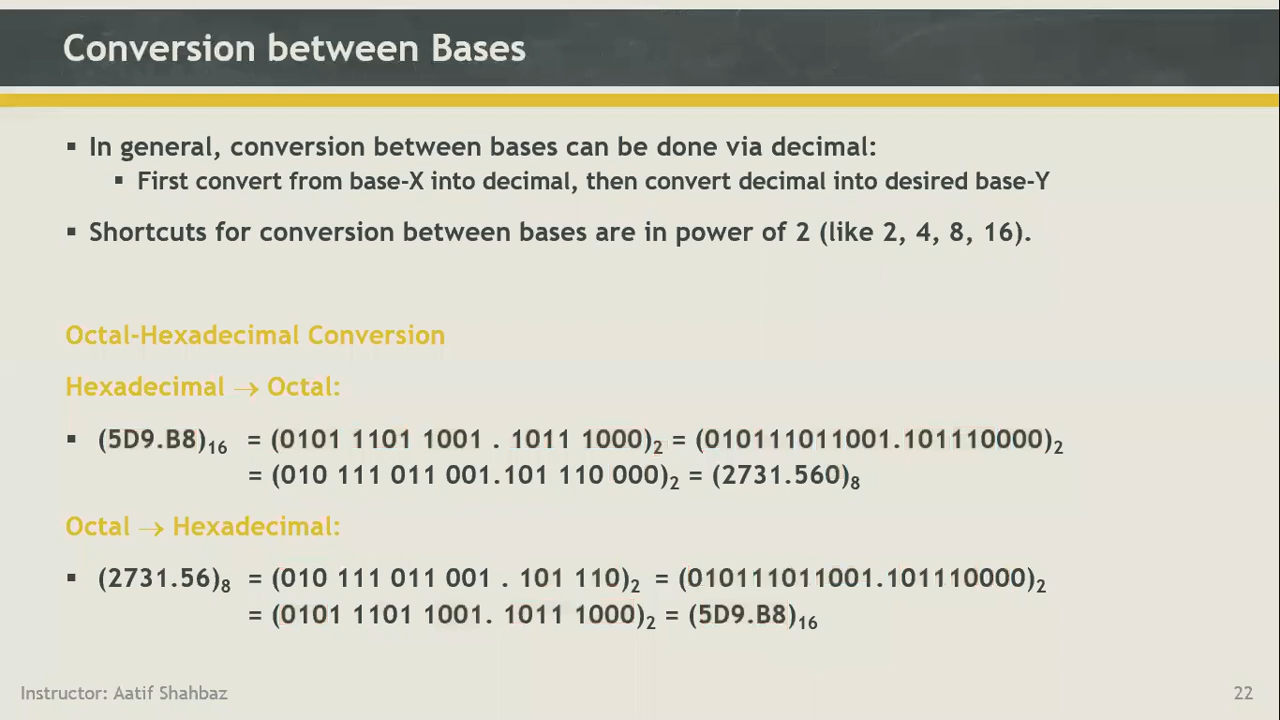 Conversion between Bases
▪ In general, conversion between bases can be done via decimal:
▪ First convert from base-X into decimal, then convert decimal into desired base-Y
▪ Shortcuts for conversion between bases are in power of 2 (like 2, 4, 8, 16).
Octal-Hexadecimal Conversion
Hexadecimal → Octal:
▪ (5D9.B8)₁₆ = (0101 1101 1001 . 1011 1000)₂ = (010111011001.101110000)₂
= (010 111 011 001.101 110 000)₂ = (2731.560)₈
Octal → Hexadecimal:
▪ (2731.56)₈ = (010 111 011 001 . 101 110)₂ = (010111011001.101110000)₂
= (0101 1101 1001. 1011 1000)₂ = (5D9.B8)₁₆
Instructor: Aatif Shahbaz
22